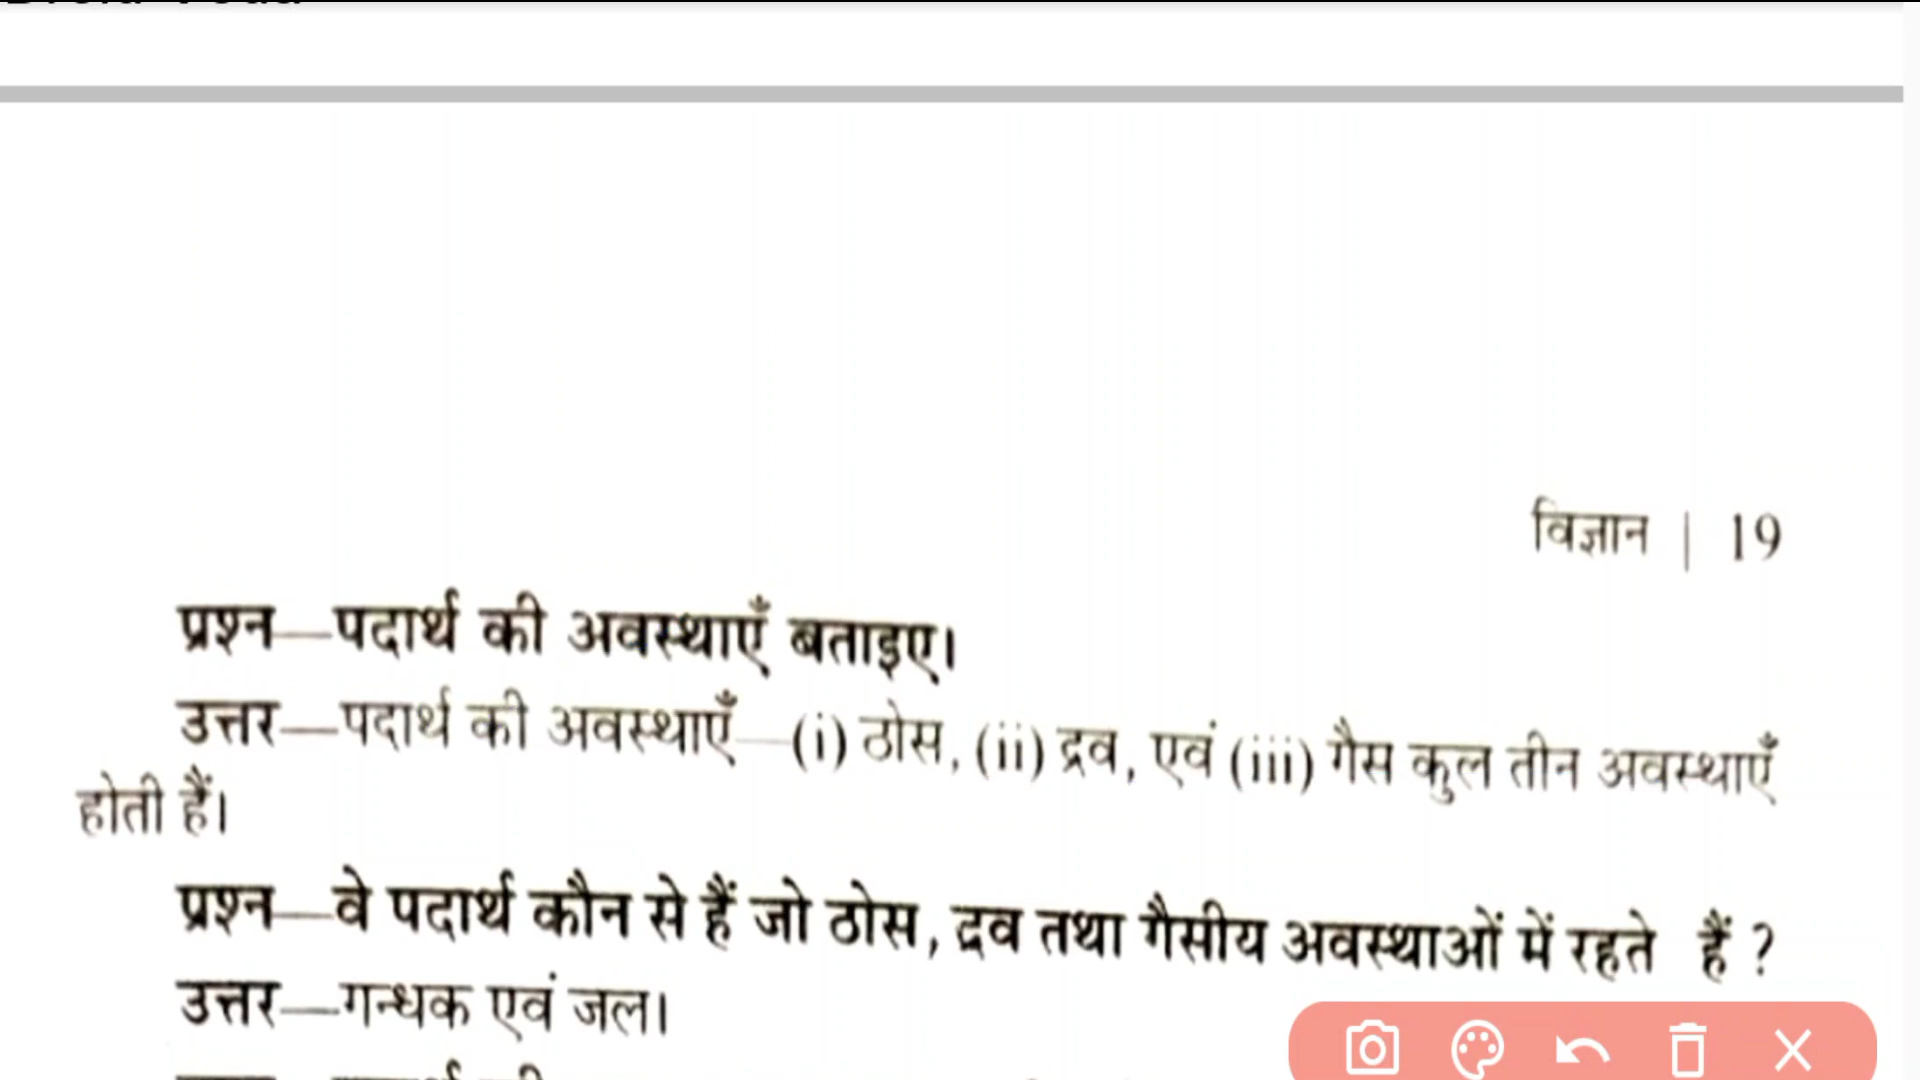 विज्ञान | 19
प्रश्न—पदार्थ की अवस्थाएँ बताइए।
उत्तर—पदार्थ की अवस्थाएँ—(i) ठोस, (ii) द्रव, एवं (iii) गैस कुल तीन अवस्थाएँ
होती हैं।
प्रश्न—वे पदार्थ कौन से हैं जो ठोस, द्रव तथा गैसीय अवस्थाओं में रहते हैं ?
उत्तर—गन्धक एवं जल।